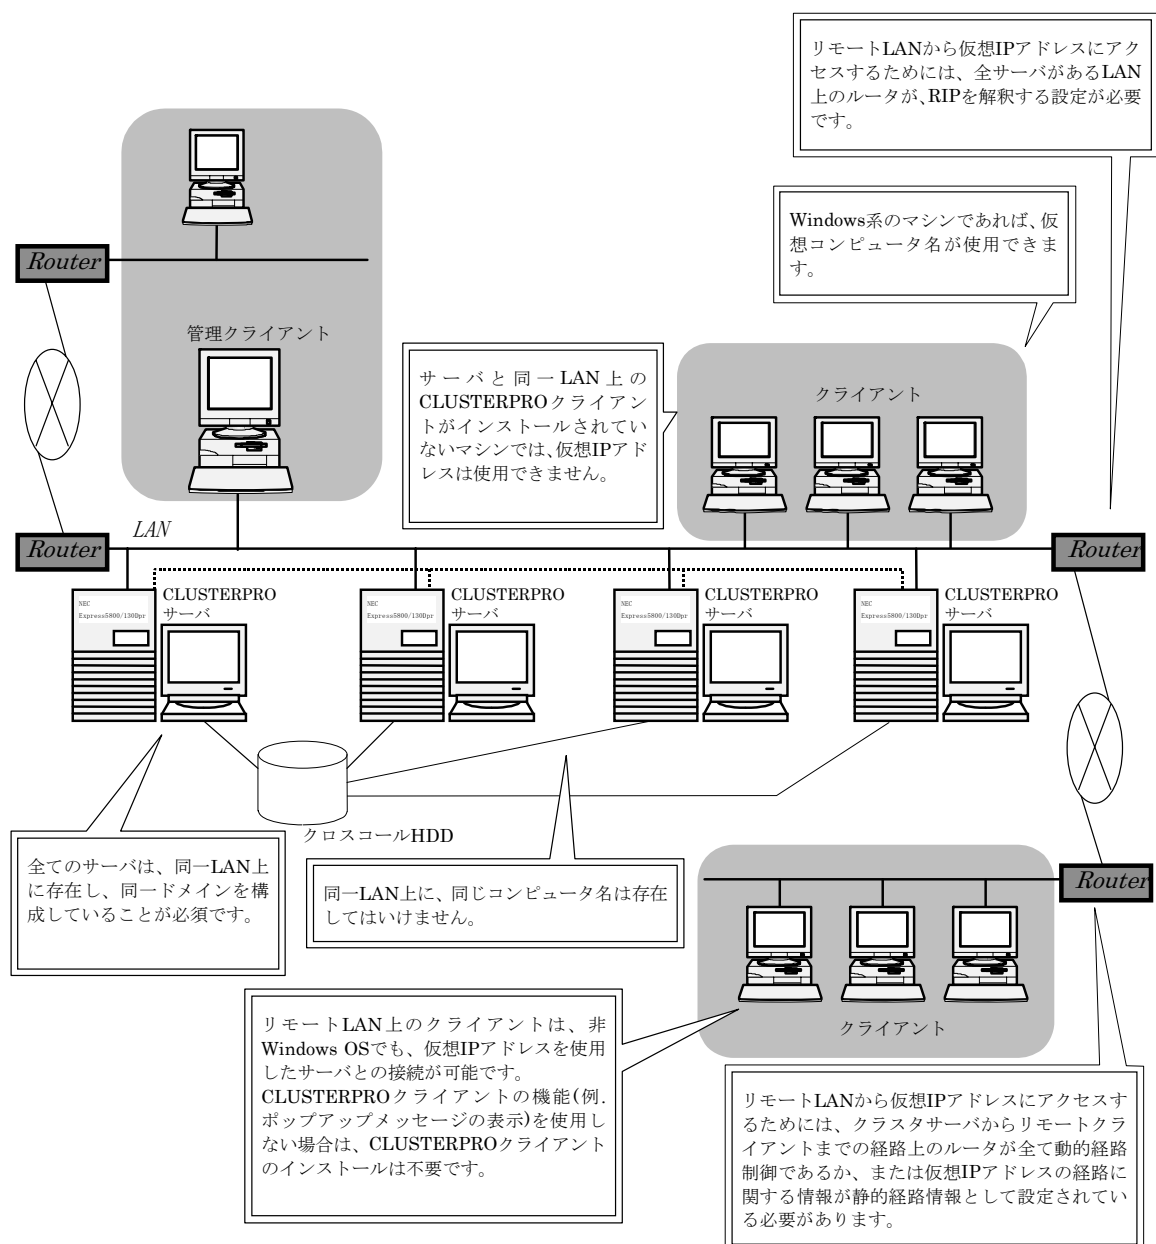 リモートLANから仮想IPアドレスにアク
セスするためには、全サーバがあるLAN
上のルータが、RIPを解釈する設定が必要
です。
Windows系のマシンであれば、仮
想コンピュータ名が使用できま
す。
Router
管理クライアント
サーバと同一LAN上の
CLUSTERPROクライアン
トがインストールされてい
ないマシンでは、仮想IPアド
レスは使用できません。
クライアント
LAN
Router
Router
CLUSTERPRO
サーバ
CLUSTERPRO
サーバ
CLUSTERPRO
サーバ
CLUSTERPRO
サーバ
NEC
Express5800/130Dpr
NEC
Express5800/130Dpr
NEC
Express5800/130Dpr
NEC
Express5800/130Dpr
クロスコールHDD
全てのサーバは、同一LAN上
に存在し、同一ドメインを構
成していることが必須です。
同一LAN上に、同じコンピュータ名は存在
してはいけません。
Router
クライアント
リモートLAN上のクライアントは、非
Windows OSでも、仮想IPアドレスを使用
したサーバとの接続が可能です。
CLUSTERPROクライアントの機能(例.
ポップアップメッセージの表示)を使用し
ない場合は、CLUSTERPROクライアント
のインストールは不要です。
リモートLANから仮想IPアドレスにアクセスす
るためには、クラスタサーバからリモートクラ
イアントまでの経路上のルータが全て動的経路
制御であるか、または仮想IPアドレスの経路に
関する情報が静的経路情報として設定されてい
る必要があります。